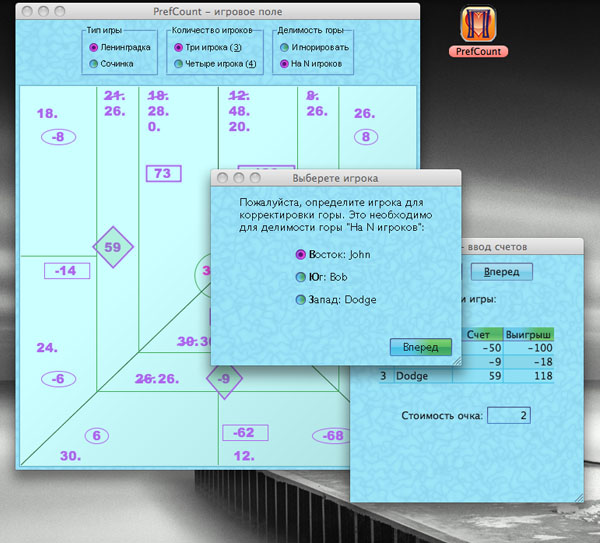 PrefCount – игровое поле
Тип игры
Ленинградка
Сочинка
Количество игроков
Три игрока (3)
Четыре игрока (4)
Делимость горы
Игнорировать
На N игроков
PrefCount
18.
21.
26.
18.
28.
0.
12.
48.
20.
8.
26.
26.
-8
8
73
59
-14
24.
-6
26. 26.
-9
6
-62
-68
30.
12.
Выберете игрока
Пожалуйста, определите игрока для
корректировки горы. Это необходимо
для делимости горы "На N игроков":
Восток: John
Юг: Bob
Запад: Dodge
Вперед
– ввод счетов
Вперед
и игры:
Счет Выигрыш
-50 -100
-9 -18
3 Dodge 59 118
Стоимость очка: 2